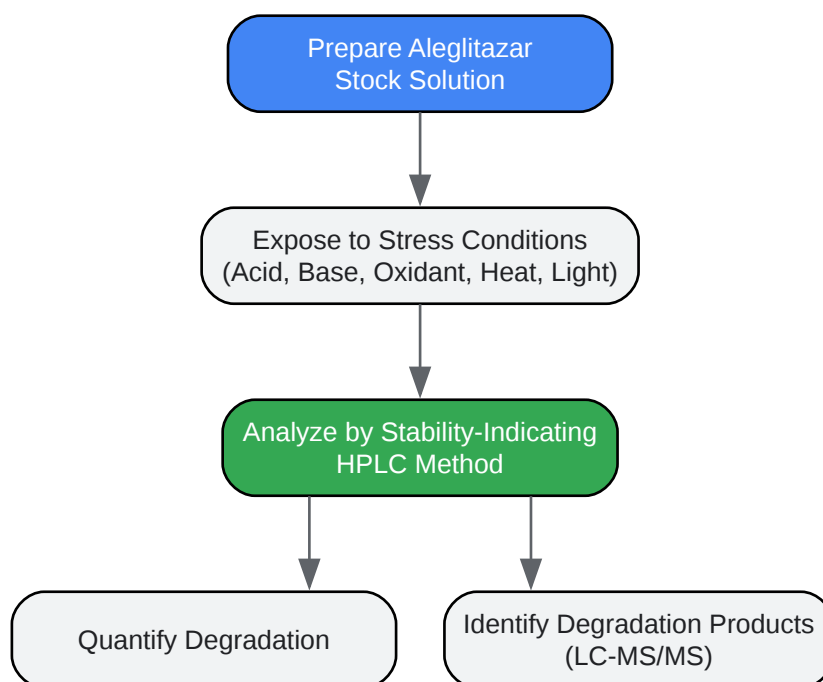 Prepare Aleglitazar
Stock Solution
Expose to Stress Conditions
(Acid, Base, Oxidant, Heat, Light)
Analyze by Stability-Indicating
HPLC Method
Quantify Degradation
Identify Degradation Products
(LC-MS/MS)